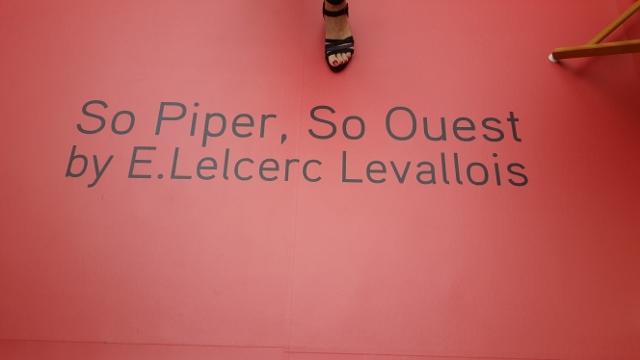 So Piper, So Ouest
by E.Lelcerc Levallois